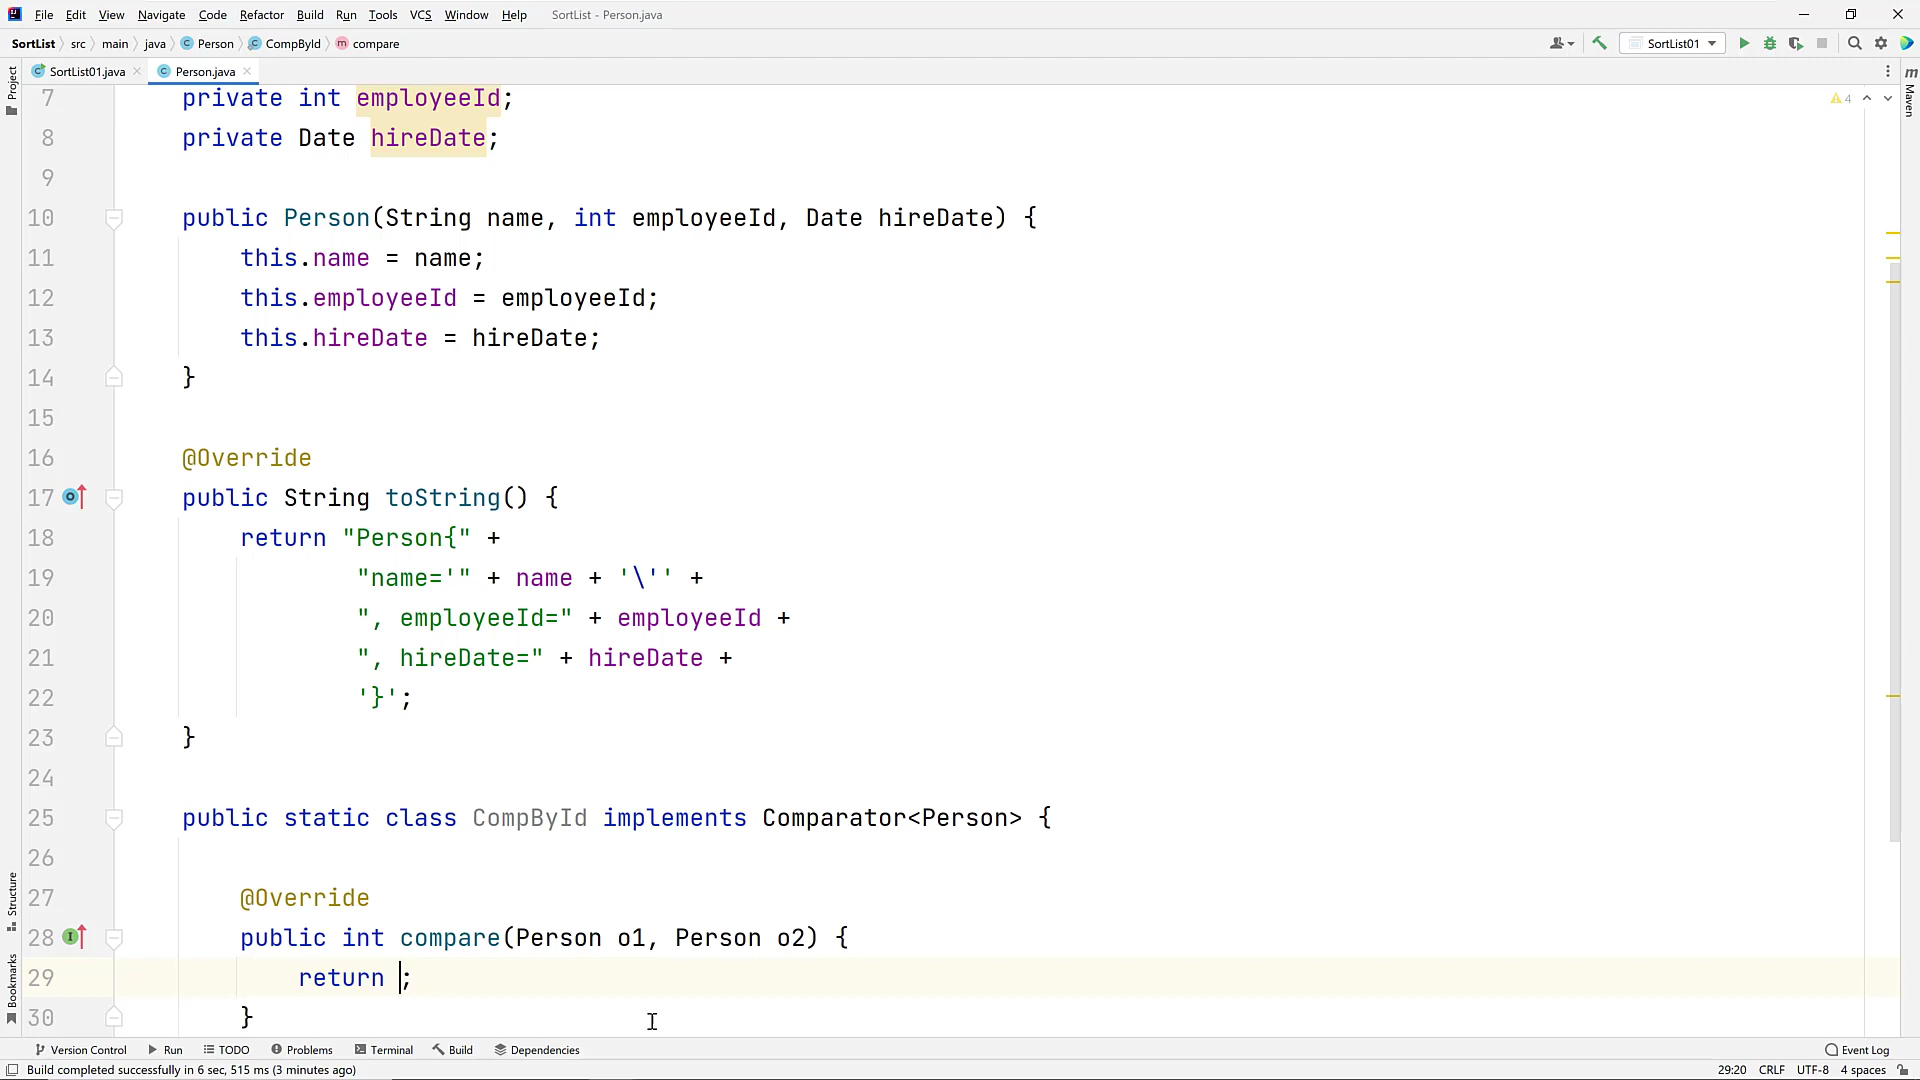 File Edit View Navigate Code Refactor Build Run Tools VCS Window Help SortList - Person.java
SortList src main java Person CompById compare SortList01
SortList01.java Person.java
Project
Maven
4
7 private int employeeId;
8 private Date hireDate;
9
10 public Person(String name, int employeeId, Date hireDate) {
11 this.name = name;
12 this.employeeId = employeeId;
13 this.hireDate = hireDate;
14 }
15
16 @Override
17 public String toString() {
18 return "Person{" +
19 "name='" + name + '\'' +
20 ", employeeId=" + employeeId +
21 ", hireDate=" + hireDate +
22 '}';
23 }
24
25 public static class CompById implements Comparator<Person> {
26
27 @Override
28 public int compare(Person o1, Person o2) {
29 return ;
30 }
Structure
Bookmarks
Version Control Run TODO Problems Terminal Build Dependencies Event Log
Build completed successfully in 6 sec, 515 ms (3 minutes ago) 29:20 CRLF UTF-8 4 spaces